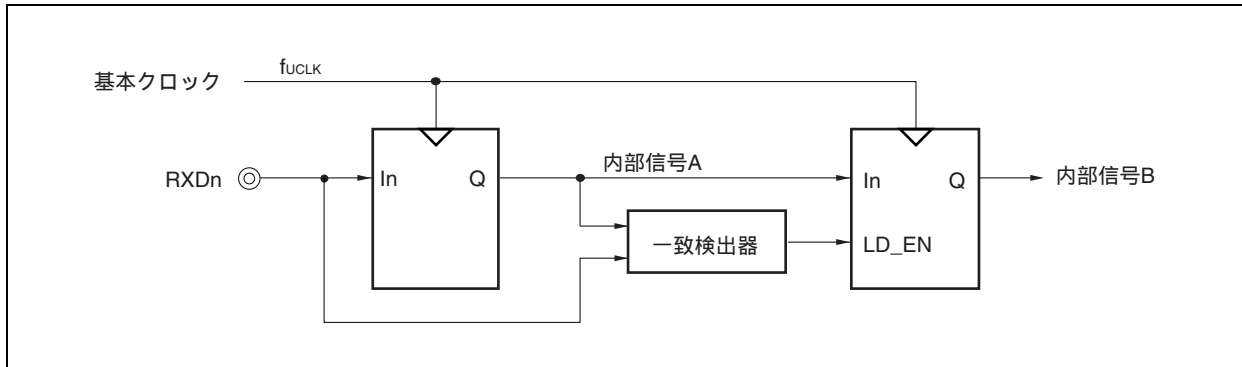 基本クロック
fUCLK
RXDn
In
Q
内部信号A
一致検出器
In
Q
LD_EN
内部信号B